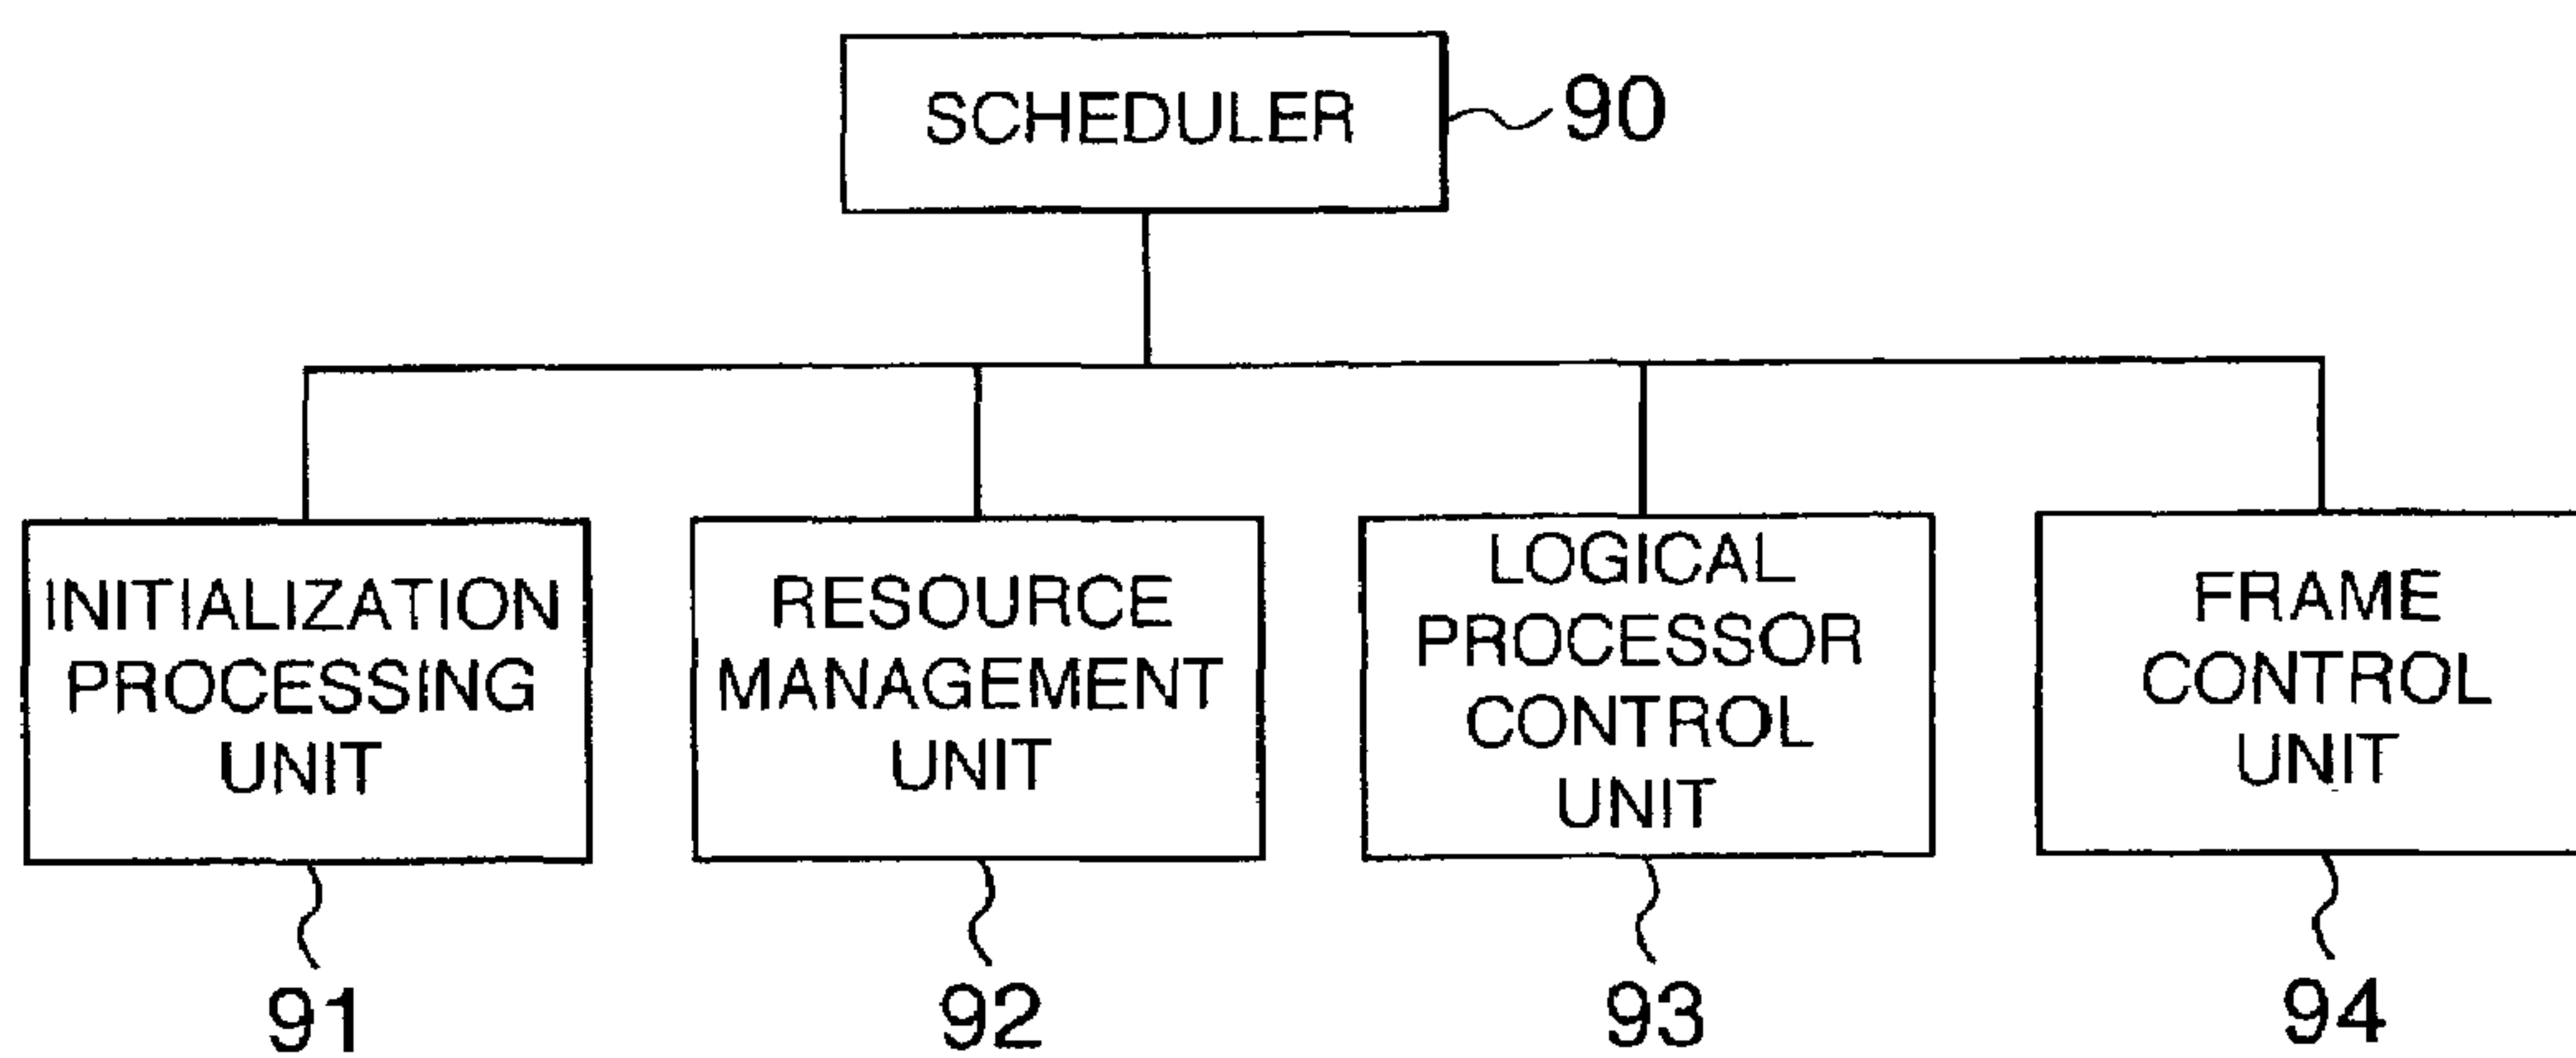 SCHEDULER
90
INITIALIZATION
PROCESSING
UNIT
91
RESOURCE
MANAGEMENT
UNIT
92
LOGICAL
PROCESSOR
CONTROL
UNIT
93
FRAME
CONTROL
UNIT
94